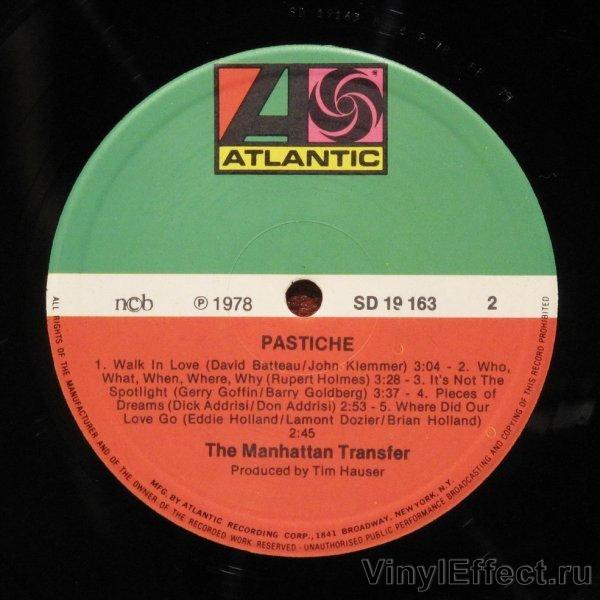 SD 19163
ATLANTIC
ncb ℗ 1978 SD 19 163 2
PASTICHE
1. Walk In Love (David Batteau/John Klemmer) 3:04 - 2. Who,
What, When, Where, Why (Rupert Holmes) 3:28 - 3. It's Not The
Spotlight (Gerry Goffin/Barry Goldberg) 3:37 - 4. Pieces of
Dreams (Dick Addrisi/Don Addrisi) 2:53 - 5. Where Did Our
Love Go (Eddie Holland/Lamont Dozier/Brian Holland)
2:45
The Manhattan Transfer
Produced by Tim Hauser
MFG. BY ATLANTIC RECORDING CORP., 1841 BROADWAY, NEW YORK, N.Y.
ALL RIGHTS OF THE MANUFACTURER AND OF THE OWNER OF THE RECORDED WORK RESERVED - UNAUTHORISED PUBLIC PERFORMANCE BROADCASTING AND COPYING OF THIS RECORD PROHIBITED
VinylEffect.ru